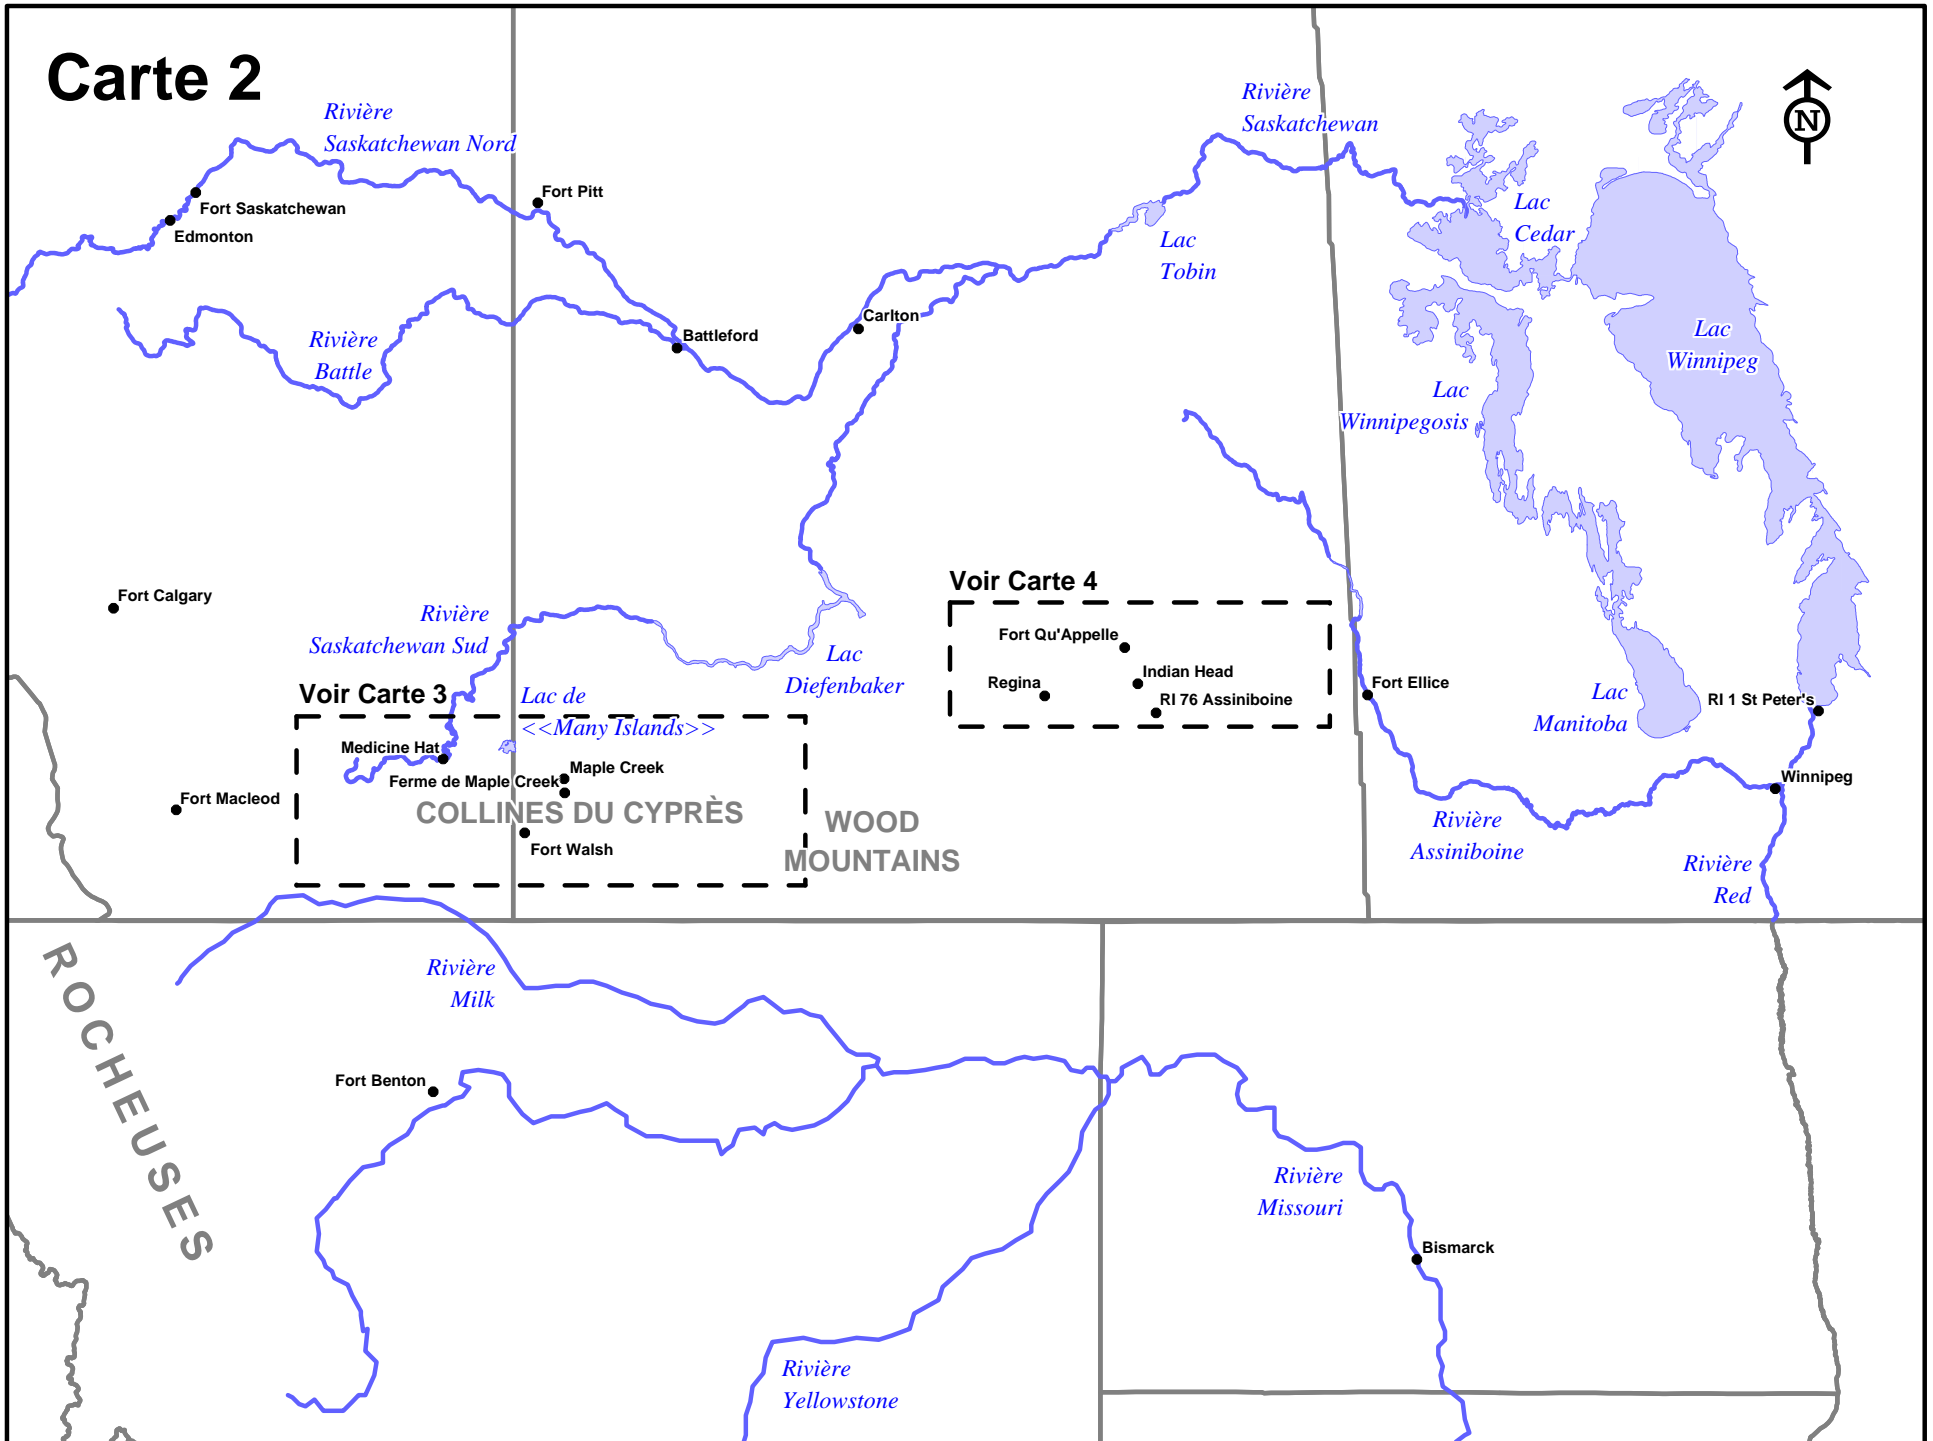 Carte 2
Rivière
Saskatchewan Nord
Rivière
Saskatchewan
N
Fort Pitt
Fort Saskatchewan
Edmonton
Lac
Cedar
Lac
Tobin
Rivière
Battle
Battleford
Carlton
Lac
Winnipeg
Lac
Winnipegosis
Fort Calgary
Voir Carte 4
Rivière
Saskatchewan Sud
Fort Qu'Appelle
Indian Head
Regina
RI 76 Assiniboine
Lac
Diefenbaker
Fort Ellice
Lac
Manitoba
RI 1 St Peter's
Voir Carte 3
Lac de
<<Many Islands>>
Medicine Hat
Maple Creek
Ferme de Maple Creek
COLLINES DU CYPRÈS
Fort Walsh
Fort Macleod
WOOD
MOUNTAINS
Winnipeg
Rivière
Assiniboine
Rivière
Red
ROCHEUSES
Rivière
Milk
Fort Benton
Rivière
Missouri
Bismarck
Rivière
Yellowstone